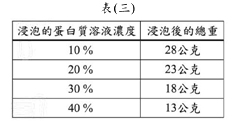 表(三)
浸泡的蛋白質溶液濃度 浸泡後的總重
10 % 28公克
20 % 23公克
30 % 18公克
40 % 13公克